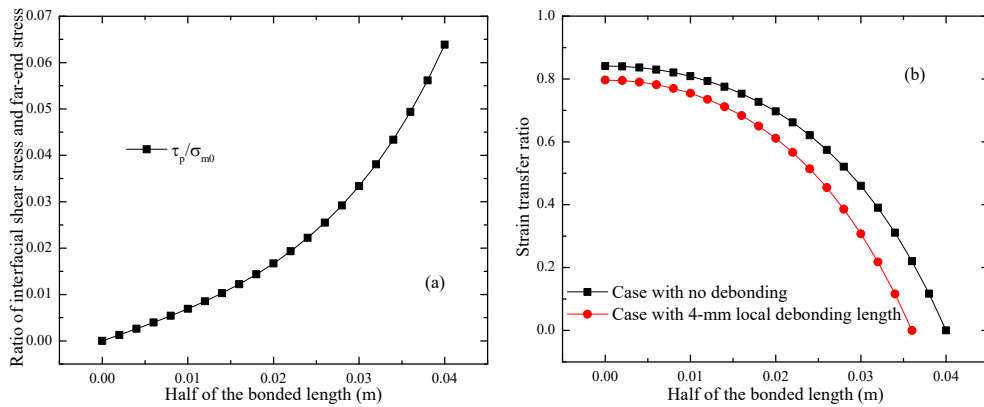 Ratio of interfacial shear stress and far-end stress
0.07
0.06
0.05
0.04
0.03
0.02
0.01
0.00
τp/σm0
(a)
0.00 0.01 0.02 0.03 0.04
Half of the bonded length (m)
Strain transfer ratio
1.0
0.8
0.6
0.4
0.2
0.0
(b)
Case with no debonding
Case with 4-mm local debonding length
0.00 0.01 0.02 0.03 0.04
Half of the bonded length (m)